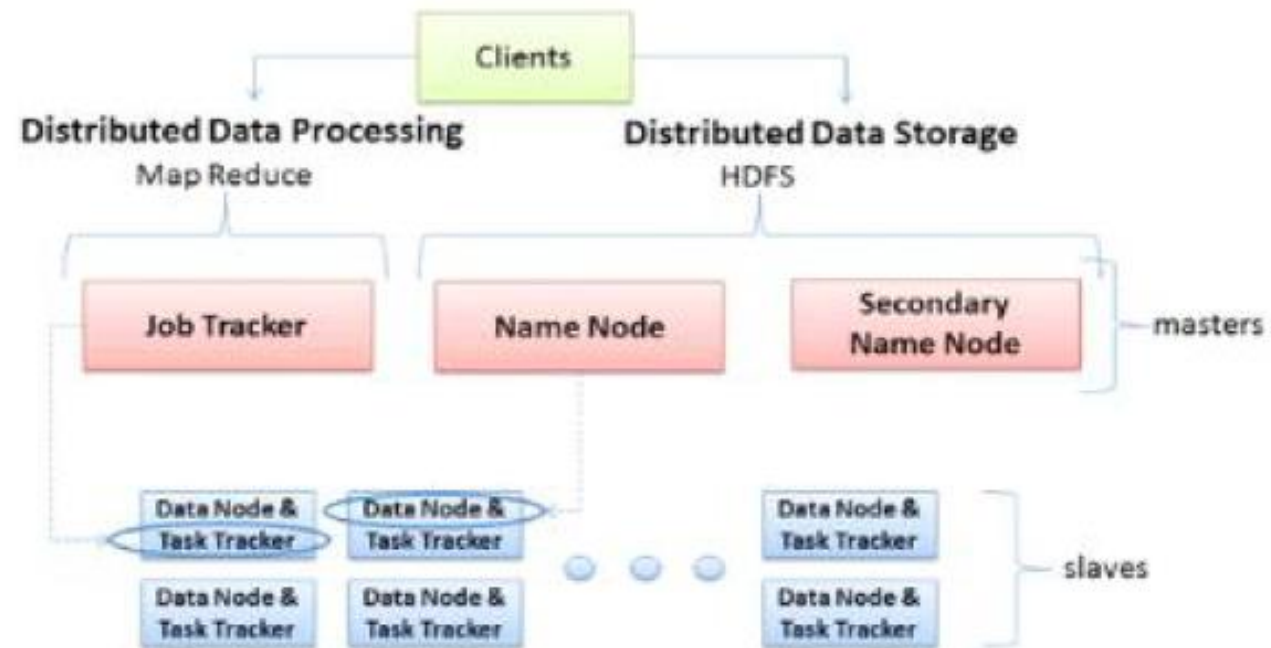 Clients
Distributed Data Processing
Map Reduce
Distributed Data Storage
HDFS
Job Tracker
Name Node
Secondary
Name Node
masters
Data Node &
Task Tracker
Data Node &
Task Tracker
Data Node &
Task Tracker
slaves
Data Node &
Task Tracker
Data Node &
Task Tracker
Data Node &
Task Tracker